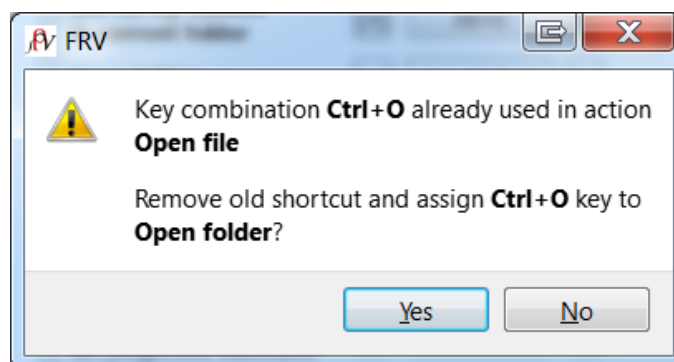 FRV
Key combination Ctrl+O already used in action
Open file
Remove old shortcut and assign Ctrl+O key to
Open folder?
Yes
No